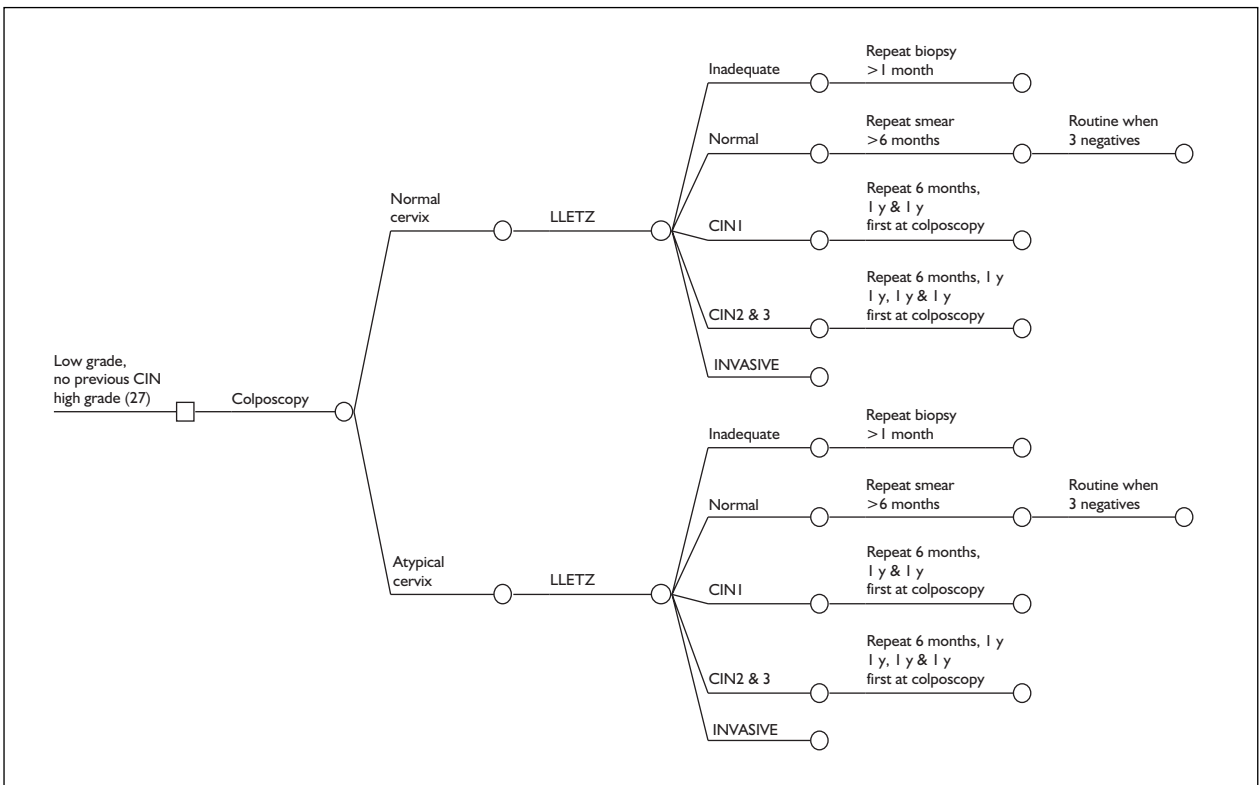 Low grade,
no previous CIN
high grade (27)
Colposcopy
Normal
cervix
LLETZ
Inadequate
Repeat biopsy
>1 month
Normal
Repeat smear
>6 months
Routine when
3 negatives
CIN1
Repeat 6 months,
1 y & 1 y
first at colposcopy
CIN2 & 3
Repeat 6 months, 1 y
1 y, 1 y & 1 y
first at colposcopy
INVASIVE
Atypical
cervix
LLETZ
Inadequate
Repeat biopsy
>1 month
Normal
Repeat smear
>6 months
Routine when
3 negatives
CIN1
Repeat 6 months,
1 y & 1 y
first at colposcopy
CIN2 & 3
Repeat 6 months, 1 y
1 y, 1 y & 1 y
first at colposcopy
INVASIVE